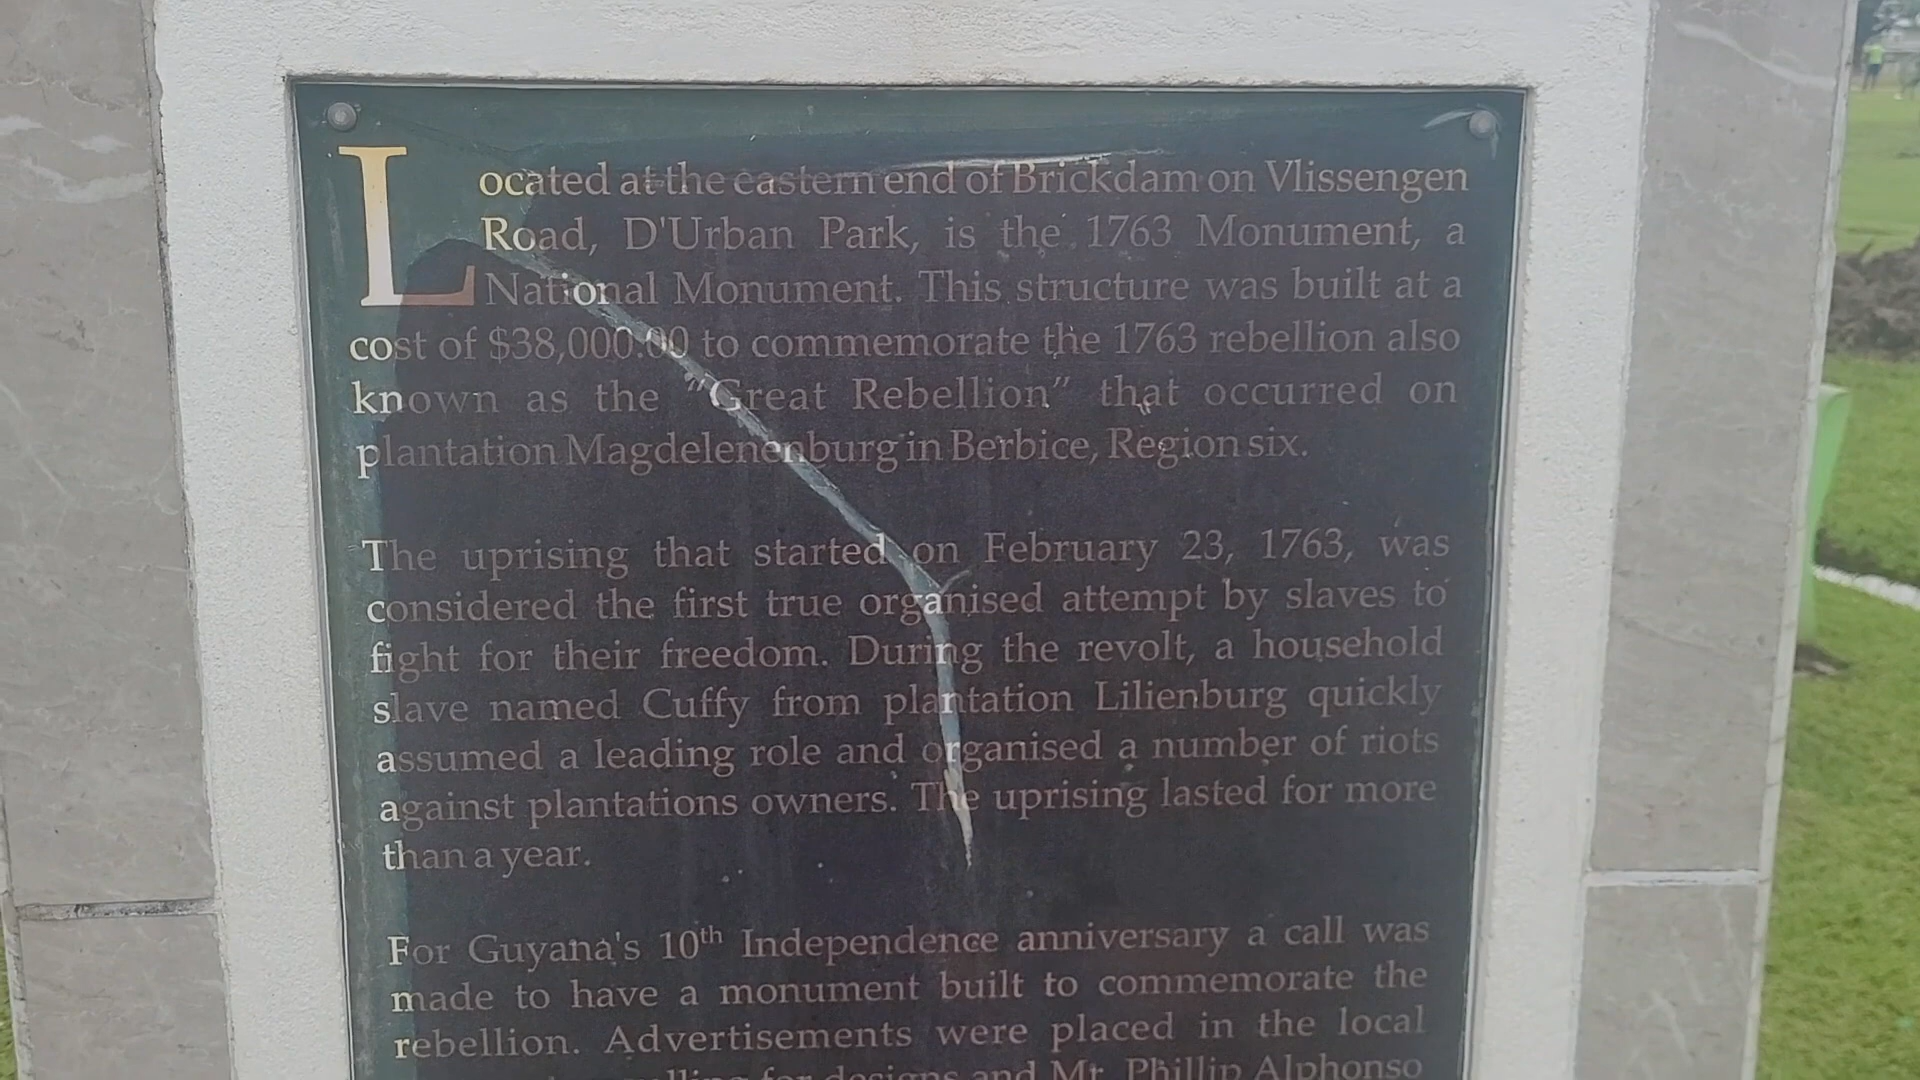 Located at the eastern end of Brickdam on Vlissengen
Road, D'Urban Park, is the 1763 Monument, a
National Monument. This structure was built at a
cost of $38,000.00 to commemorate the 1763 rebellion also
known as the "Great Rebellion" that occurred on
plantation Magdelenenburg in Berbice, Region six.
The uprising that started on February 23, 1763, was
considered the first true organised attempt by slaves to
fight for their freedom. During the revolt, a household
slave named Cuffy from plantation Lilienburg quickly
assumed a leading role and organised a number of riots
against plantations owners. The uprising lasted for more
than a year.
For Guyana's 10th Independence anniversary a call was
made to have a monument built to commemorate the
rebellion. Advertisements were placed in the local
for designs and Mr. Phillip Alphonso